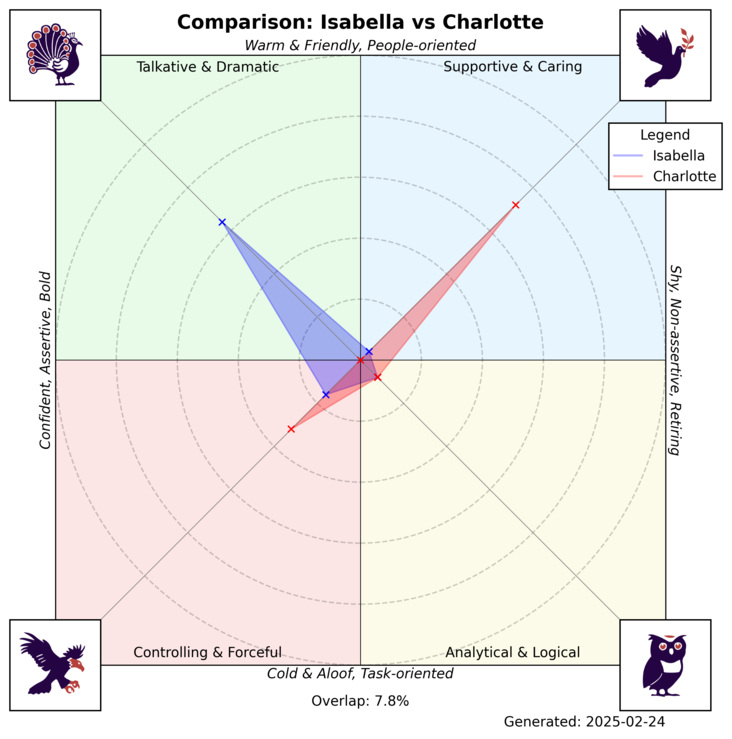 Comparison: Isabella vs Charlotte
Warm & Friendly, People-oriented
Talkative & Dramatic
Supportive & Caring
Legend
Isabella
Charlotte
Confident, Assertive, Bold
Shy, Non-assertive, Retiring
Controlling & Forceful
Analytical & Logical
Cold & Aloof, Task-oriented
Overlap: 7.8%
Generated: 2025-02-24